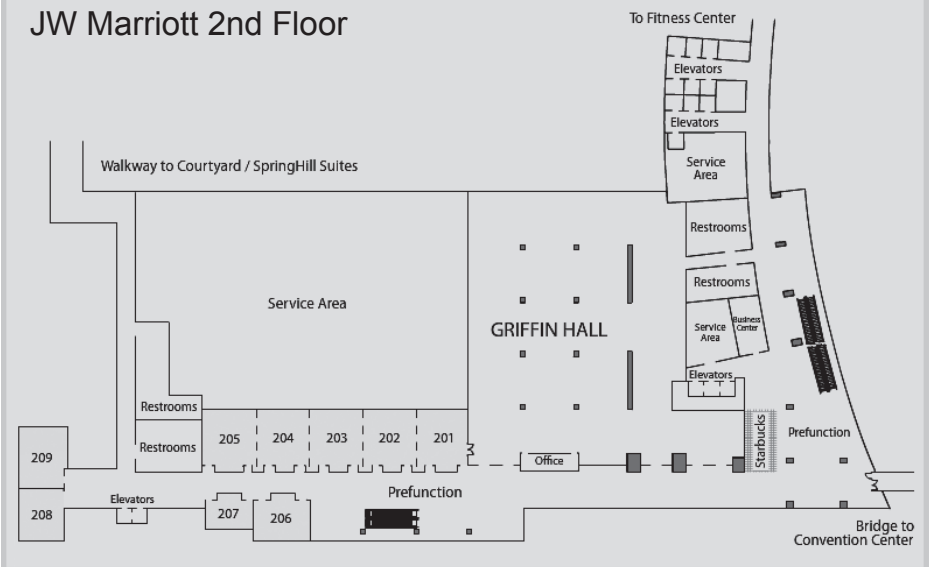 JW Marriott 2nd Floor
To Fitness Center
Elevators
Elevators
Walkway to Courtyard / SpringHill Suites
Service
Area
Restrooms
Restrooms
Service Area
GRIFFIN HALL
Service
Area
Business
Center
Elevators
Restrooms
Restrooms
205
204
203
202
201
Office
Starbucks
Prefunction
209
208
Elevators
207
206
Prefunction
Bridge to
Convention Center